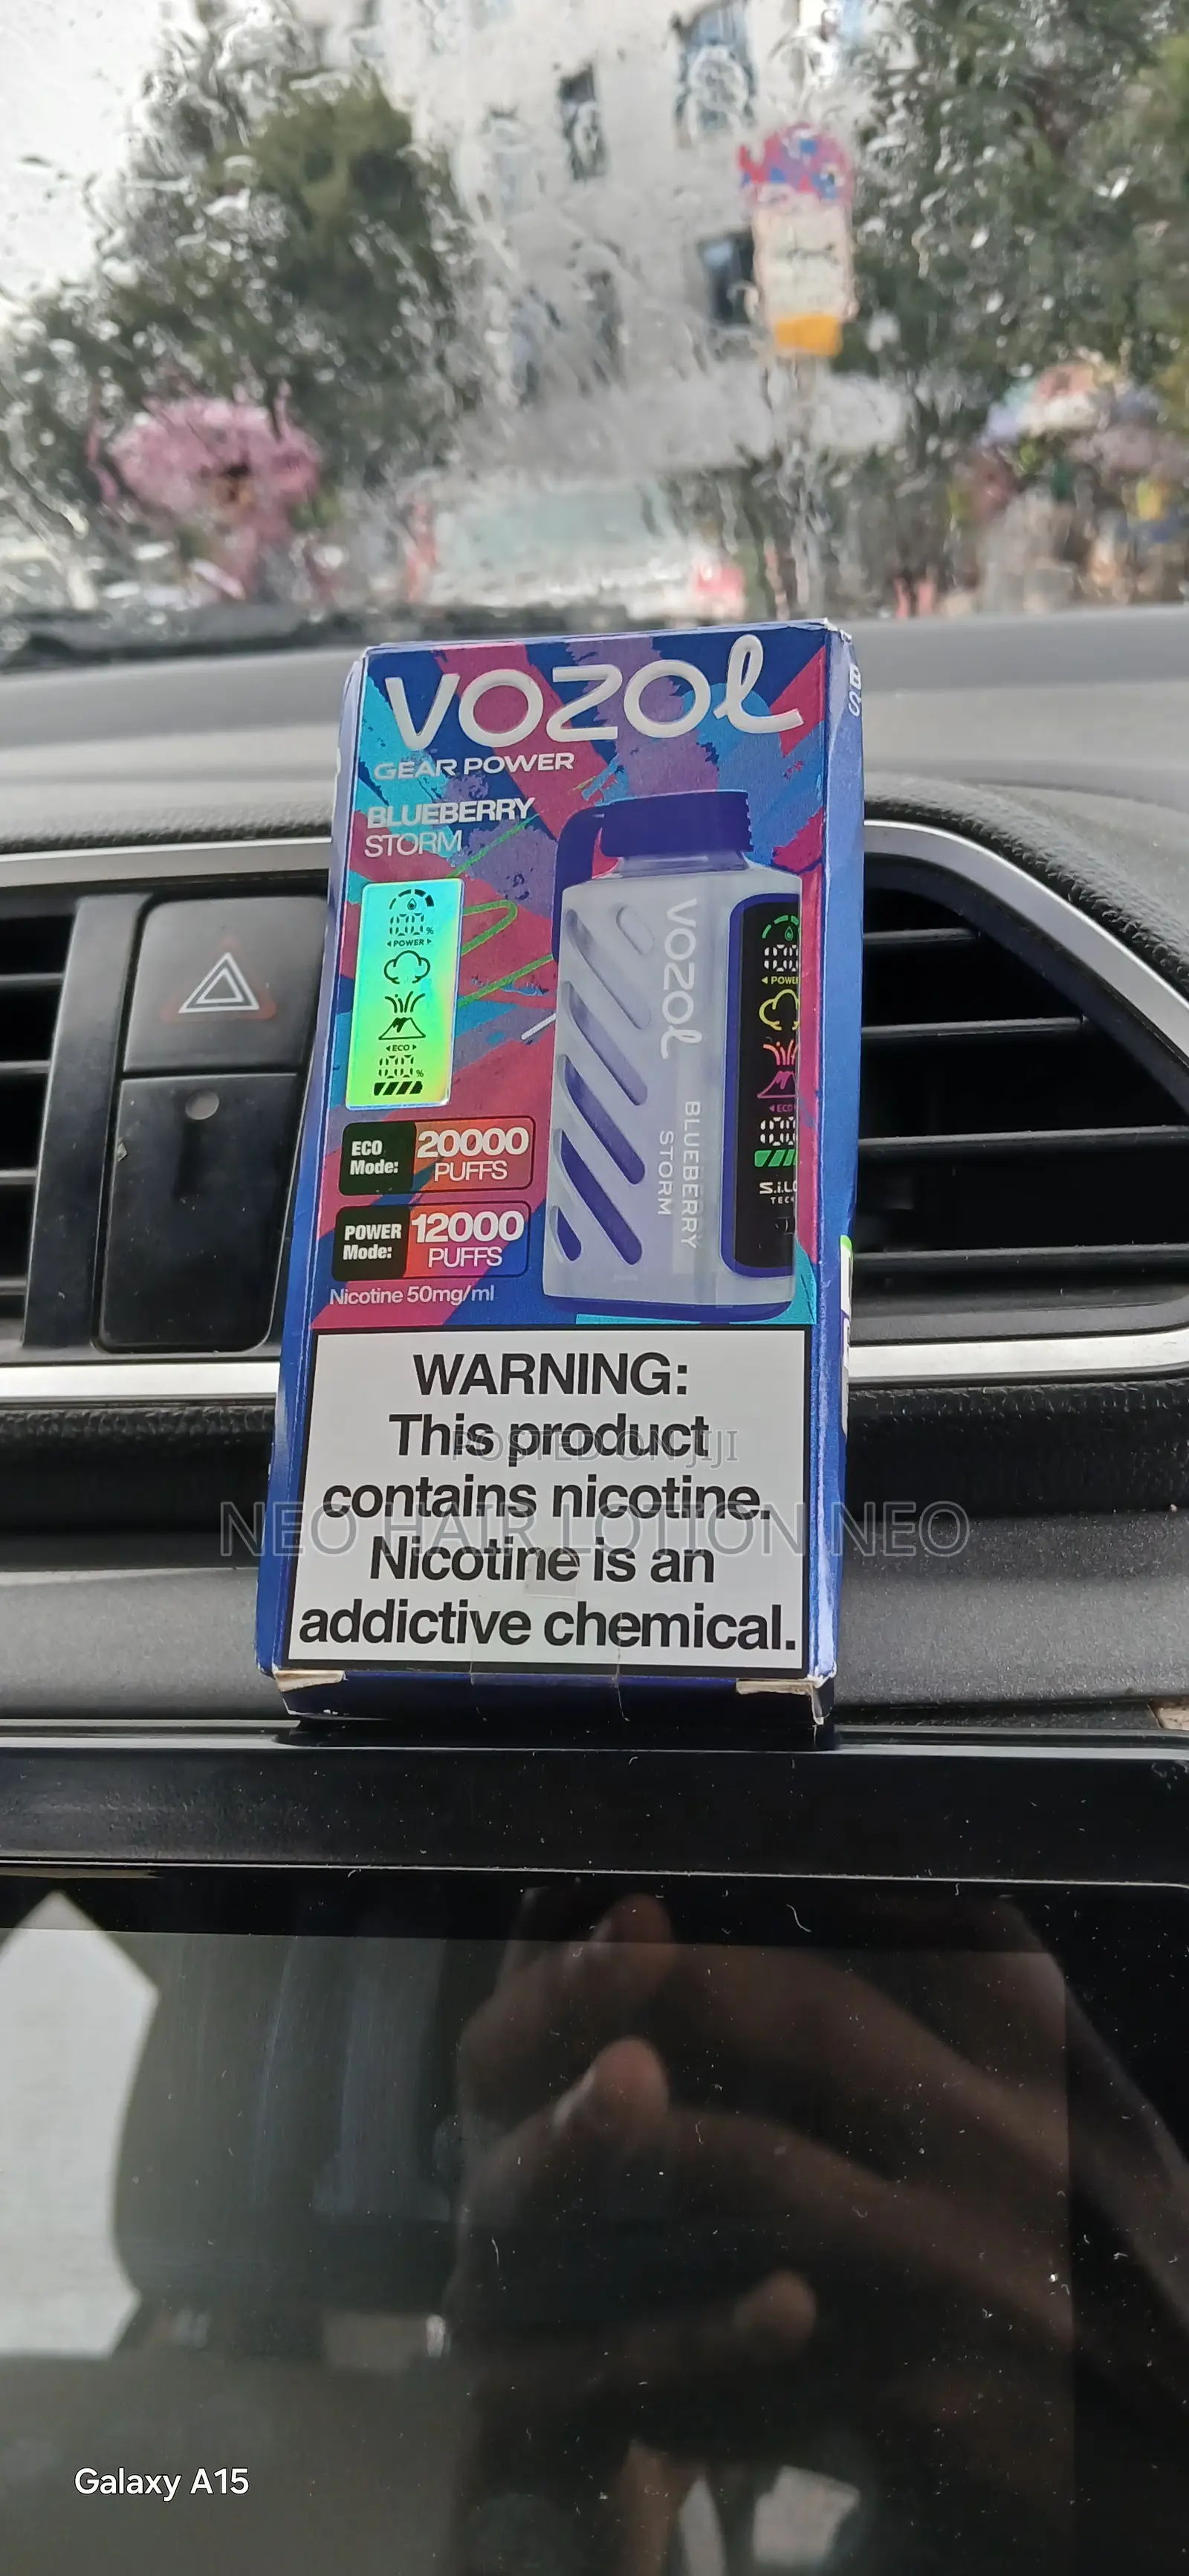 VOZOL
GEAR POWER
BLUEBERRY
STORM
%
POWER
ECO
%
VOZOL
BLUEBERRY
STORM
ECO
Mode:
20000
PUFFS
POWER
Mode:
12000
PUFFS
Nicotine 50mg/ml
WARNING:
This product
contains nicotine.
Nicotine is an
addictive chemical.
POSTED ON JIJI
NEO HAIR LOTION NEO
Galaxy A15